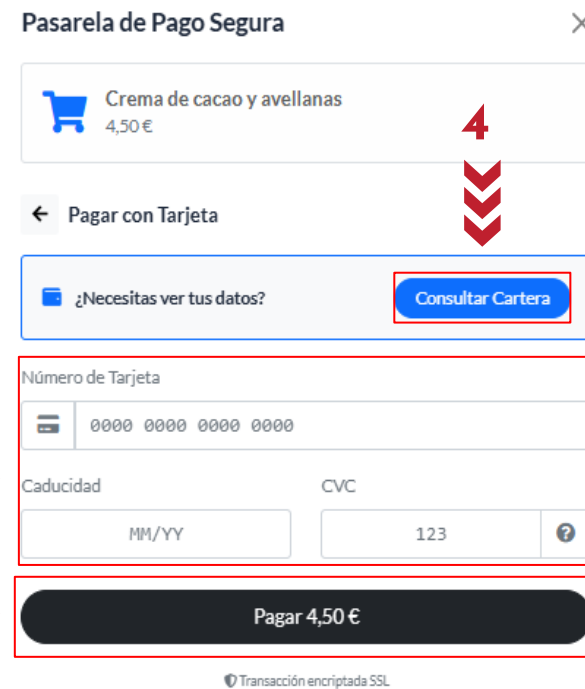 Pasarela de Pago Segura
Crema de cacao y avellanas
4,50 €
4
Pagar con Tarjeta
¿Necesitas ver tus datos?
Consultar Cartera
Número de Tarjeta
0000 0000 0000 0000
Caducidad
CVC
MM/YY
123
Pagar 4,50 €
Transacción encriptada SSL